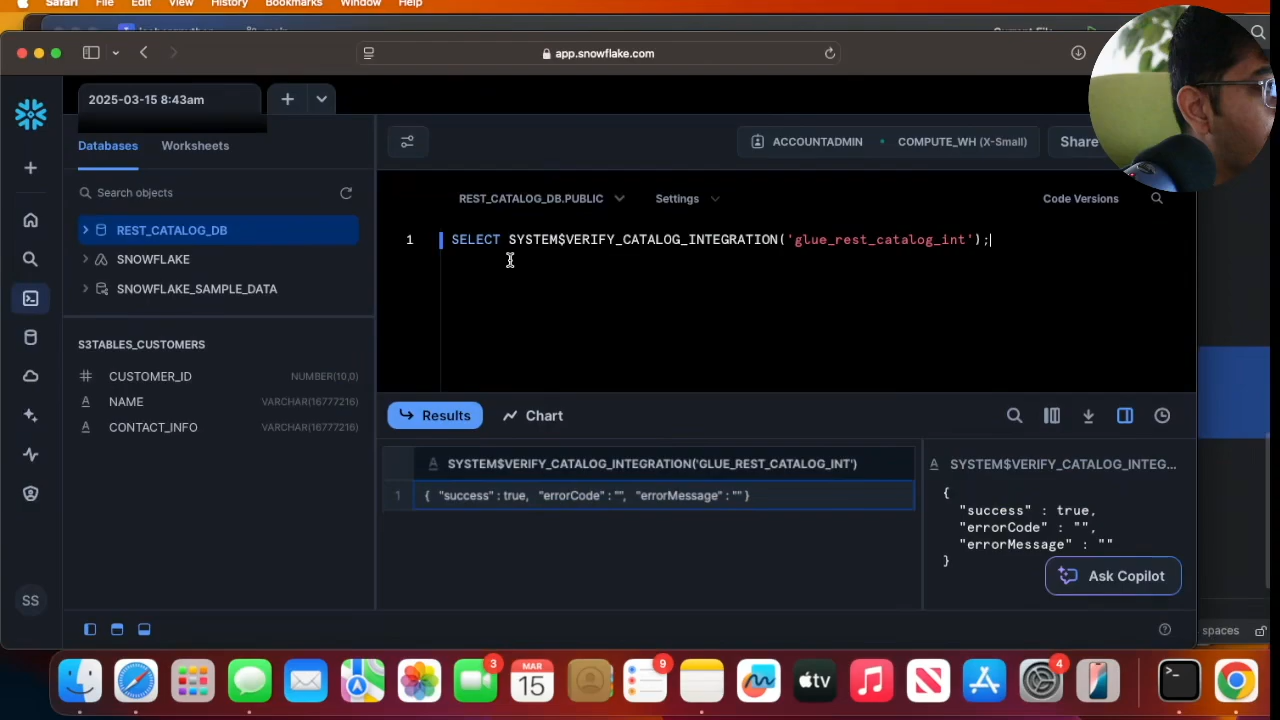 Safari File Edit View History Bookmarks Window Help
app.snowflake.com
2025-03-15 8:43am
Databases Worksheets
ACCOUNTADMIN COMPUTE_WH (X-Small) Share
Search objects
REST_CATALOG_DB.PUBLIC Settings Code Versions
REST_CATALOG_DB
1 SELECT SYSTEM$VERIFY_CATALOG_INTEGRATION('glue_rest_catalog_int');
SNOWFLAKE
SNOWFLAKE_SAMPLE_DATA
S3TABLES_CUSTOMERS
CUSTOMER_ID NUMBER(10,0)
NAME VARCHAR(16777216)
CONTACT_INFO VARCHAR(16777216)
Results Chart
A SYSTEM$VERIFY_CATALOG_INTEGRATION('GLUE_REST_CATALOG_INT')
1 { "success" : true, "errorCode" : "", "errorMessage" : "" }
A SYSTEM$VERIFY_CATALOG_INTEG...
{
"success" : true,
"errorCode" : "",
"errorMessage" : ""
}
Ask Copilot
SS
spaces
3
MAR
15
9
tv
4